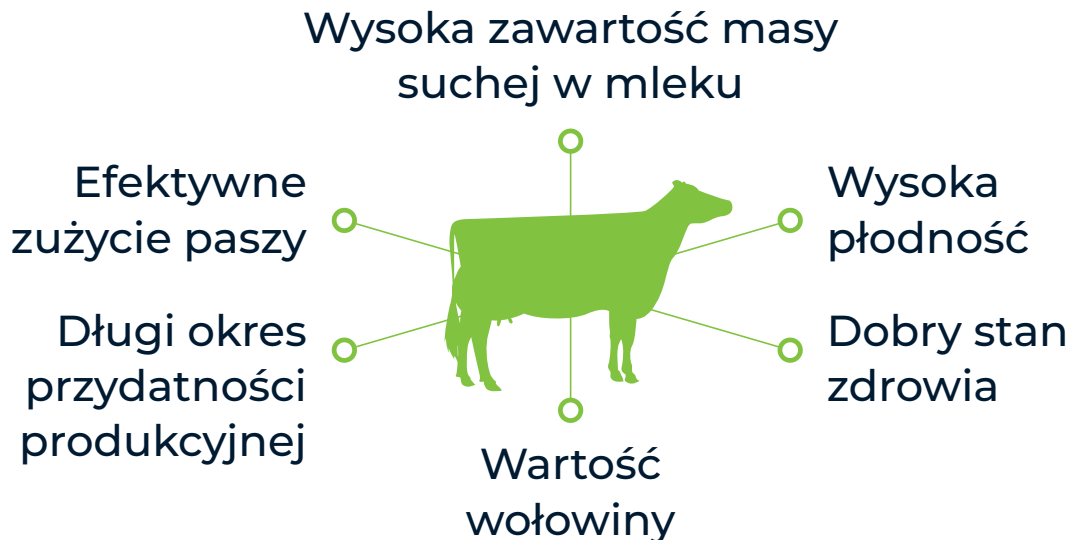 Wysoka zawartość masy
suchej w mleku
Efektywne
zużycie paszy
Wysoka
płodność
Długi okres
przydatności
produkcyjnej
Dobry stan
zdrowia
Wartość
wołowiny